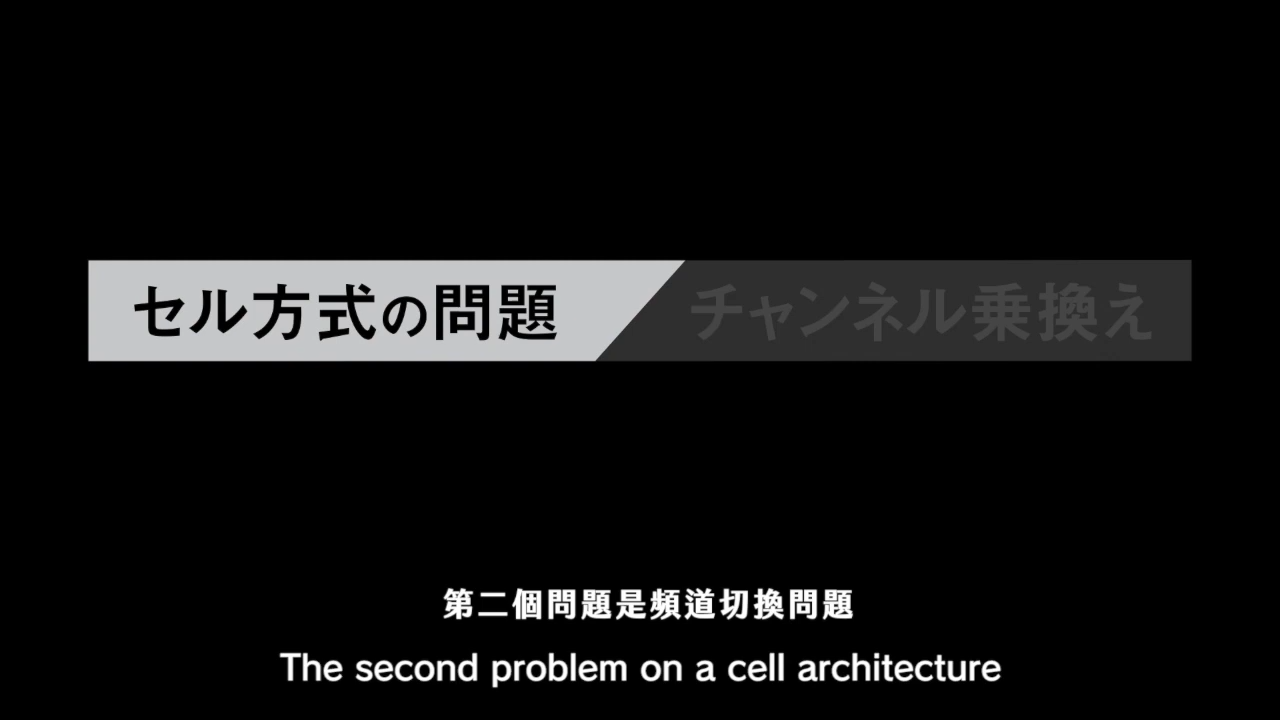 セル方式の問題 チャンネル乗換え
第二個問題是頻道切換問題
The second problem on a cell architecture